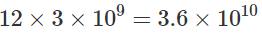 12 × 3 × 10⁹ = 3.6 × 10¹⁰